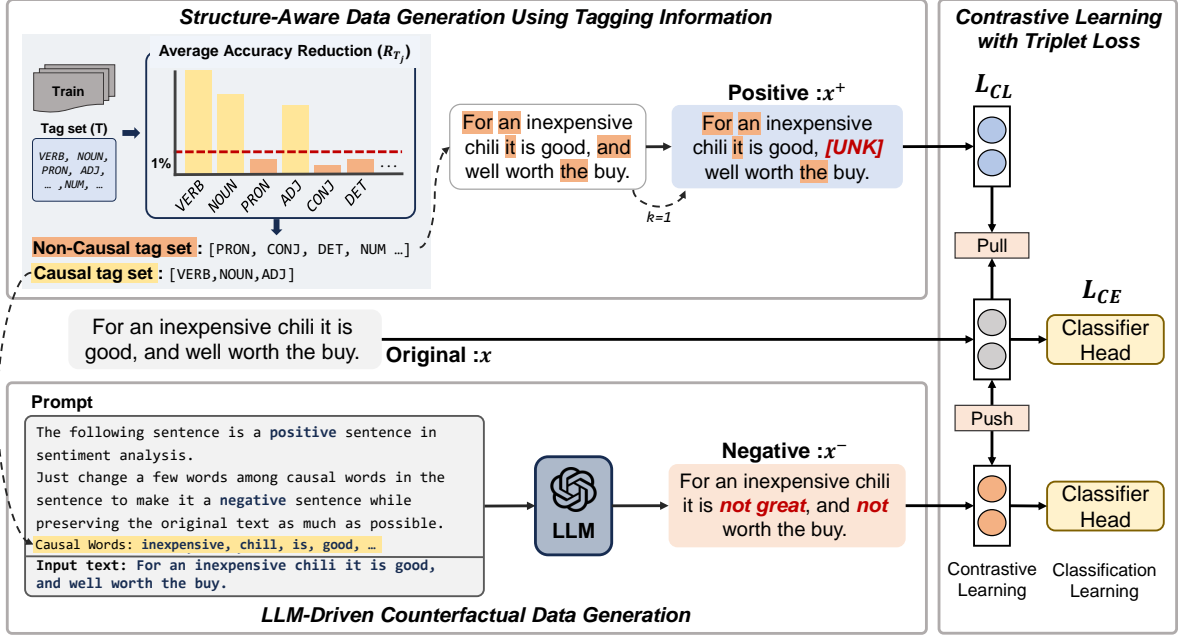 Structure-Aware Data Generation Using Tagging Information
Train
Tag set (T)
VERB, NOUN,
PRON, ADJ,
… ,NUM, …
Average Accuracy Reduction (R_{T_j})
1%
VERB
NOUN
PRON
ADJ
CONJ
DET
...
Non-Causal tag set : [PRON, CONJ, DET, NUM …]
Causal tag set : [VERB,NOUN,ADJ]
For an inexpensive
chili it is good, and
well worth the buy.
k=1
Positive :x⁺
For an inexpensive
chili it is good, [UNK]
well worth the buy.
For an inexpensive chili it is
good, and well worth the buy.
Original :x
Prompt
The following sentence is a positive sentence in
sentiment analysis.
Just change a few words among causal words in the
sentence to make it a negative sentence while
preserving the original text as much as possible.
Causal Words: inexpensive, chill, is, good, …
Input text: For an inexpensive chili it is good,
and well worth the buy.
LLM
Negative :x⁻
For an inexpensive chili
it is not great, and not
worth the buy.
LLM-Driven Counterfactual Data Generation
Contrastive Learning
with Triplet Loss
L_{CL}
Pull
L_{CE}
Classifier
Head
Push
Classifier
Head
Contrastive
Learning
Classification
Learning